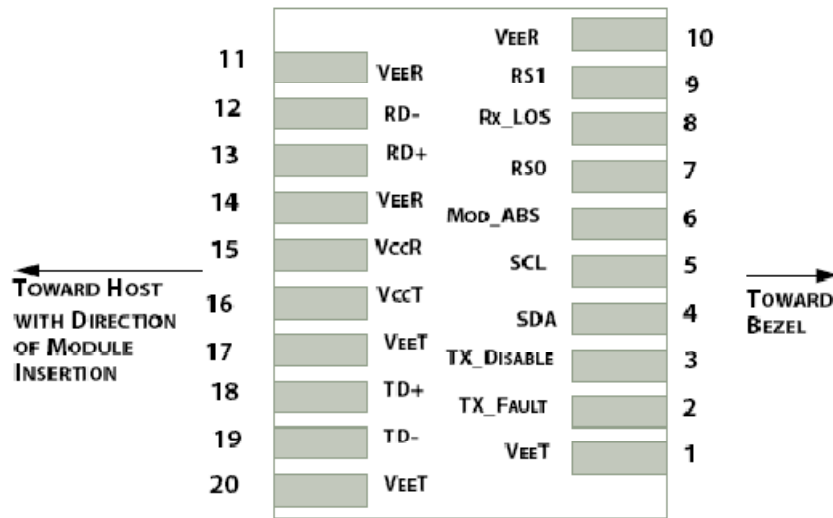 11 VEER
12 RD-
13 RD+
14 VEER
15 VCCR
16 VCCT
17 VEET
18 TD+
19 TD-
20 VEET
VEER 10
RS1 9
RX_LOS 8
RS0 7
MOD_ABS 6
SCL 5
SDA 4
TX_DISABLE 3
TX_FAULT 2
VEET 1
TOWARD HOST
WITH DIRECTION
OF MODULE
INSERTION
TOWARD
BEZEL